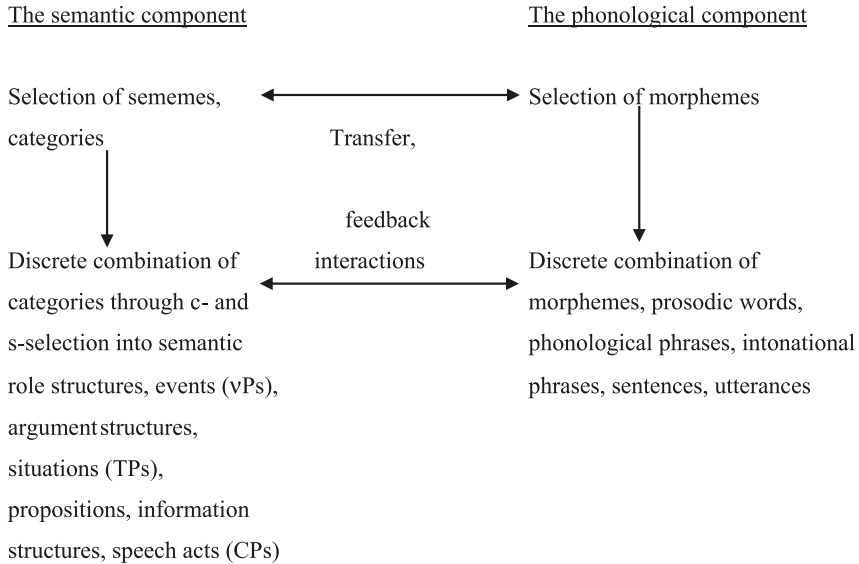 The semantic component
The phonological component
Selection of sememes,
categories
Selection of morphemes
Transfer,
feedback
interactions
Discrete combination of
categories through c- and
s-selection into semantic
role structures, events (νPs),
argument structures,
situations (TPs),
propositions, information
structures, speech acts (CPs)
Discrete combination of
morphemes, prosodic words,
phonological phrases, intonational
phrases, sentences, utterances